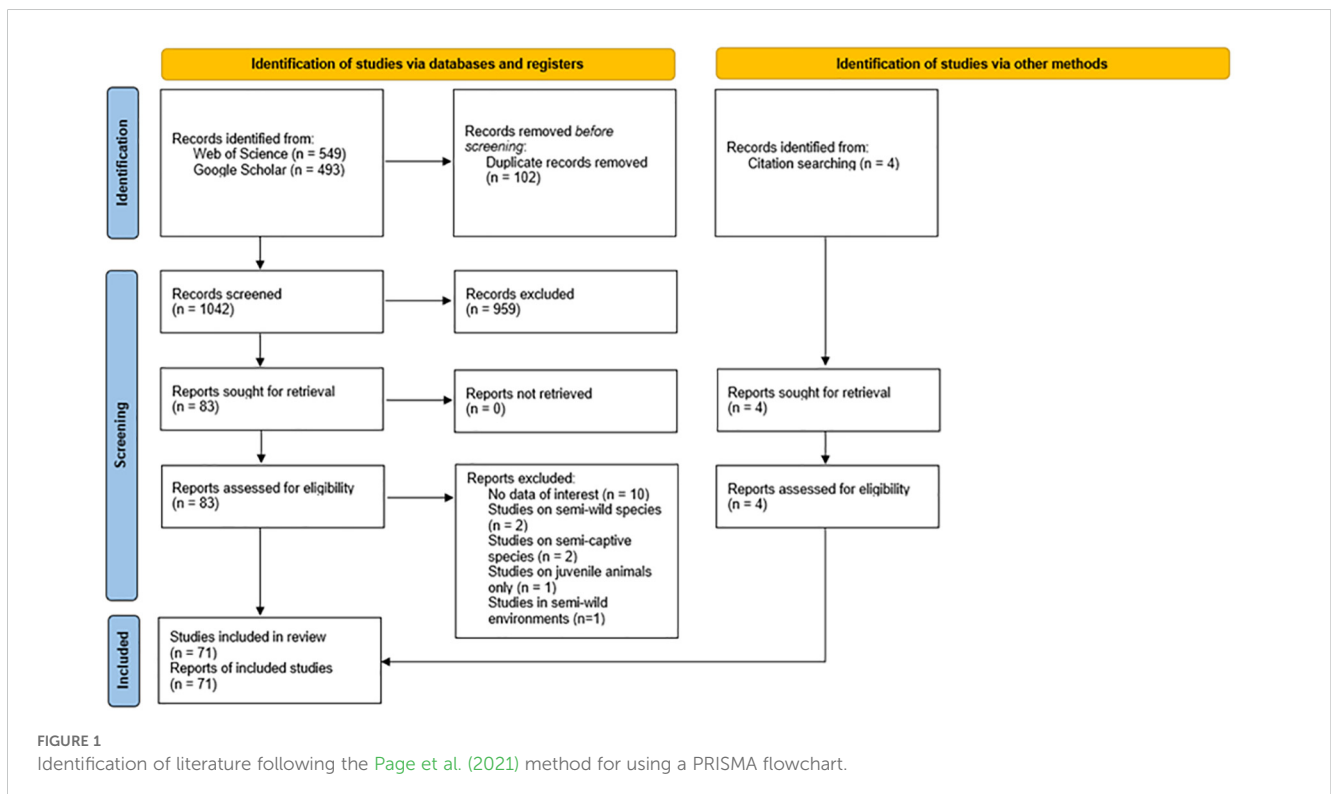 Identification of studies via databases and registers
Identification of studies via other methods
Identification
Records identified from:
Web of Science (n = 549)
Google Scholar (n = 493)
Records removed before
screening:
Duplicate records removed
(n = 102)
Records identified from:
Citation searching (n = 4)
Screening
Records screened
(n = 1042)
Records excluded
(n = 959)
Reports sought for retrieval
(n = 83)
Reports not retrieved
(n = 0)
Reports sought for retrieval
(n = 4)
Reports assessed for eligibility
(n = 83)
Reports excluded:
No data of interest (n = 10)
Studies on semi-wild species
(n = 2)
Studies on semi-captive
species (n = 2)
Studies on juvenile animals
only (n = 1)
Studies in semi-wild
environments (n=1)
Reports assessed for eligibility
(n = 4)
Included
Studies included in review
(n = 71)
Reports of included studies
(n = 71)
FIGURE 1
Identification of literature following the Page et al. (2021) method for using a PRISMA flowchart.